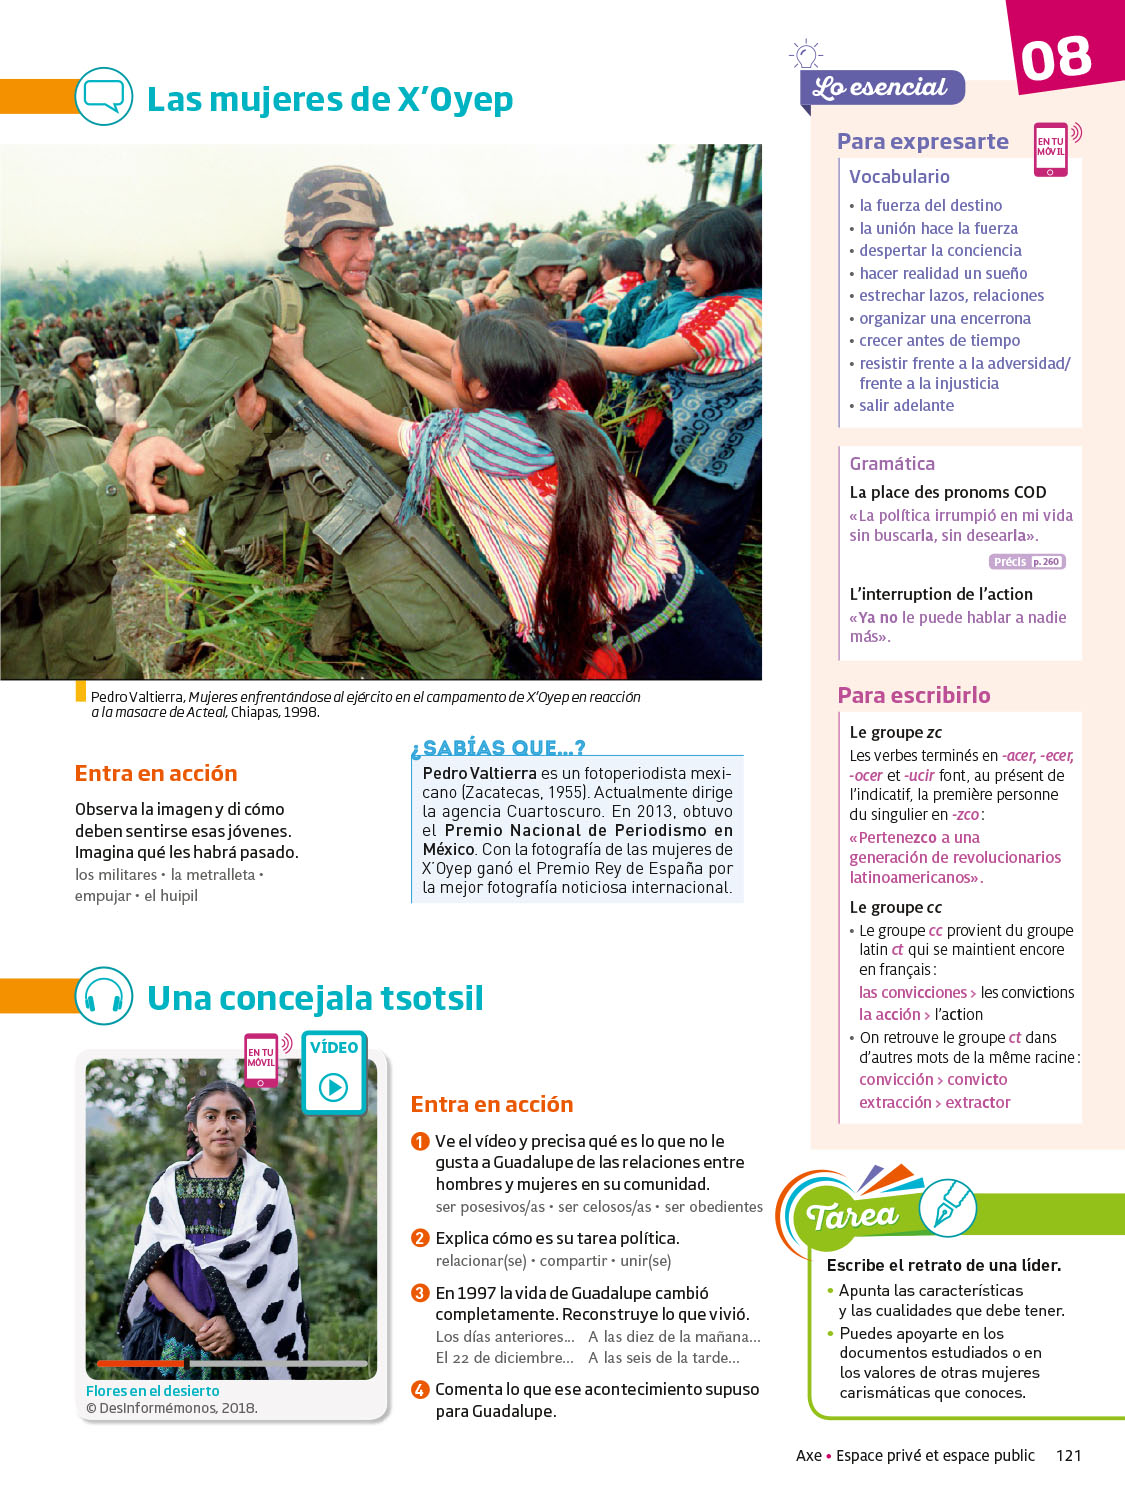 08
Las mujeres de X’Oyep
Pedro Valtierra, Mujeres enfrentándose al ejército en el campamento de X’Oyep en reacción
a la masacre de Acteal, Chiapas, 1998.
Entra en acción
Observa la imagen y di cómo
deben sentirse esas jóvenes.
Imagina qué les habrá pasado.
los militares • la metralleta •
empujar • el huipil
¿SABÍAS QUE...?
Pedro Valtierra es un fotoperiodista mexi-
cano (Zacatecas, 1955). Actualmente dirige
la agencia Cuartoscuro. En 2013, obtuvo
el Premio Nacional de Periodismo en
México. Con la fotografía de las mujeres de
X´Oyep ganó el Premio Rey de España por
la mejor fotografía noticiosa internacional.
Una concejala tsotsil
EN TU
MÓVIL
VÍDEO
Flores en el desierto
© DesInformémonos, 2018.
Entra en acción
1 Ve el vídeo y precisa qué es lo que no le
gusta a Guadalupe de las relaciones entre
hombres y mujeres en su comunidad.
ser posesivos/as • ser celosos/as • ser obedientes
2 Explica cómo es su tarea política.
relacionar(se) • compartir • unir(se)
3 En 1997 la vida de Guadalupe cambió
completamente. Reconstruye lo que vivió.
Los días anteriores... A las diez de la mañana...
El 22 de diciembre... A las seis de la tarde...
4 Comenta lo que ese acontecimiento supuso
para Guadalupe.
Lo esencial
Para expresarte
EN TU
MÓVIL
Vocabulario
• la fuerza del destino
• la unión hace la fuerza
• despertar la conciencia
• hacer realidad un sueño
• estrechar lazos, relaciones
• organizar una encerrona
• crecer antes de tiempo
• resistir frente a la adversidad/
frente a la injusticia
• salir adelante
Gramática
La place des pronoms COD
«La política irrumpió en mi vida
sin buscarla, sin desearla».
Précis p. 260
L’interruption de l’action
«Ya no le puede hablar a nadie
más».
Para escribirlo
Le groupe zc
Les verbes terminés en -acer, -ecer,
-ocer et -ucir font, au présent de
l’indicatif, la première personne
du singulier en -zco :
«Pertenezco a una
generación de revolucionarios
latinoamericanos».
Le groupe cc
• Le groupe cc provient du groupe
latin ct qui se maintient encore
en français :
las convicciones > les convictions
la acción > l’action
• On retrouve le groupe ct dans
d’autres mots de la même racine :
convicción > convicto
extracción > extractor
Tarea
Escribe el retrato de una líder.
• Apunta las características
y las cualidades que debe tener.
• Puedes apoyarte en los
documentos estudiados o en
los valores de otras mujeres
carismáticas que conoces.
Axe • Espace privé et espace public 121